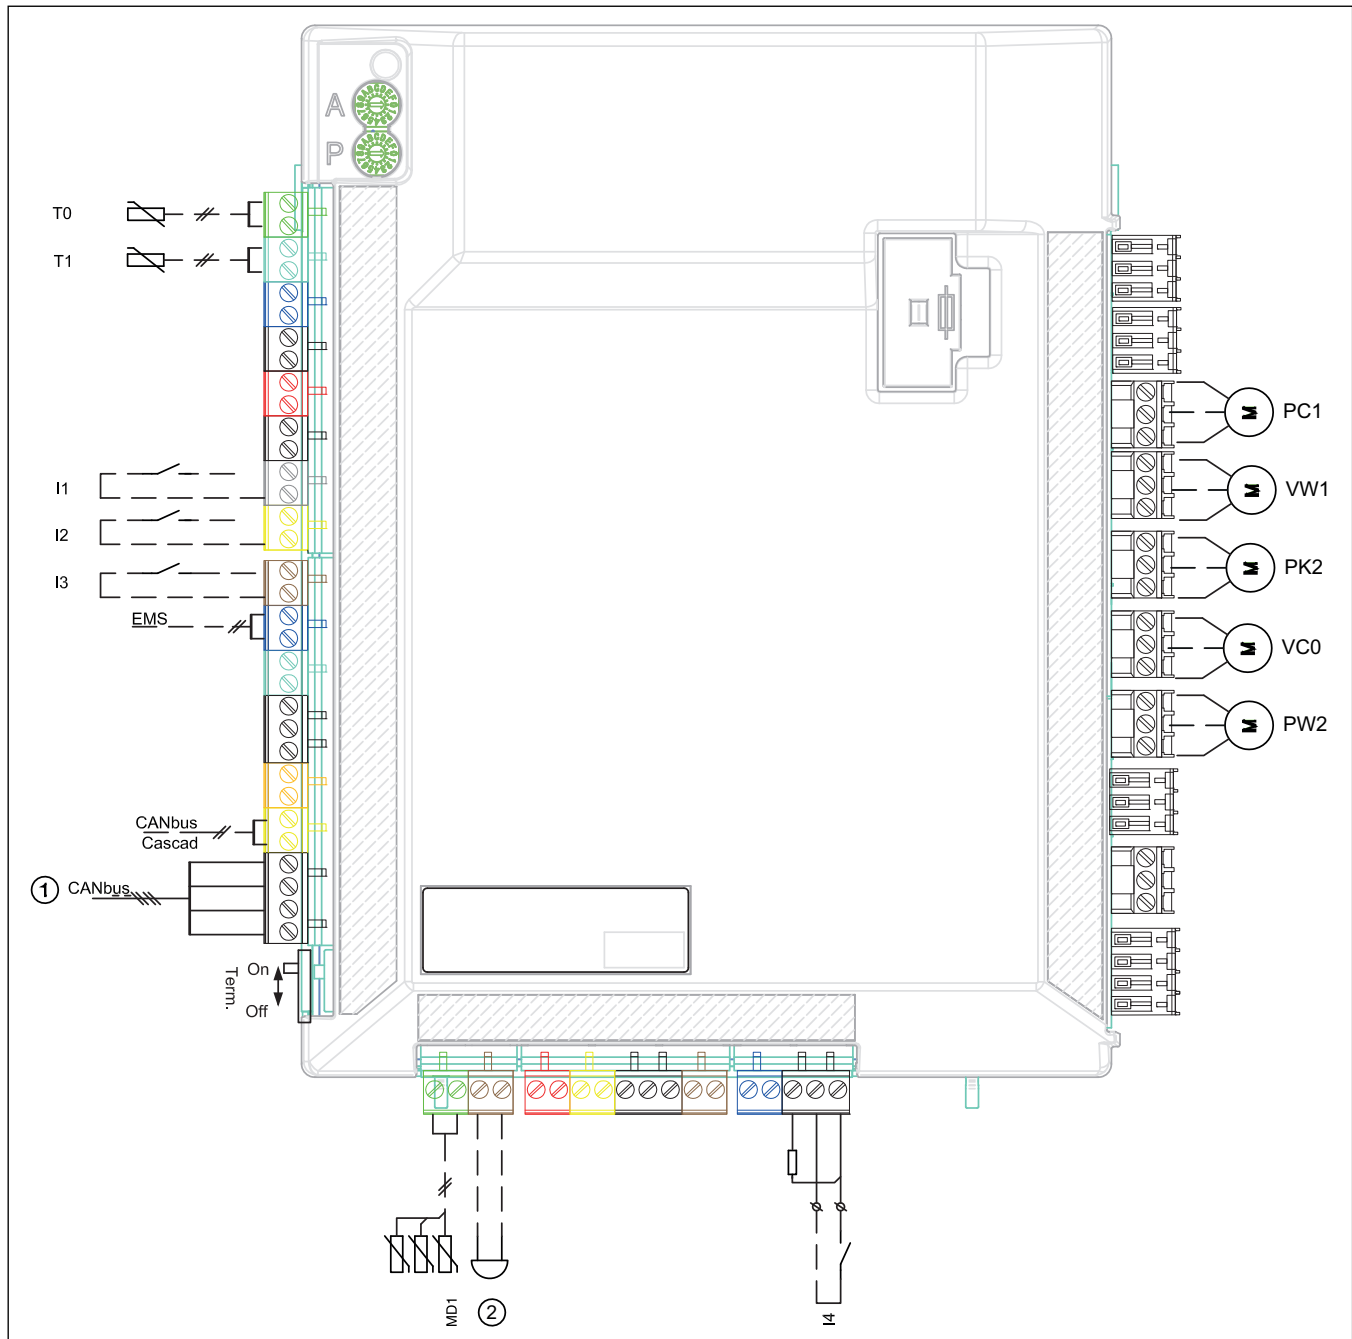 A
P
T0
T1
I1
I2
I3
EMS
CANbus
Cascad
1 CANbus
Term.
On
Off
M PC1
M VW1
M PK2
M VC0
M PW2
MD1
2
I4